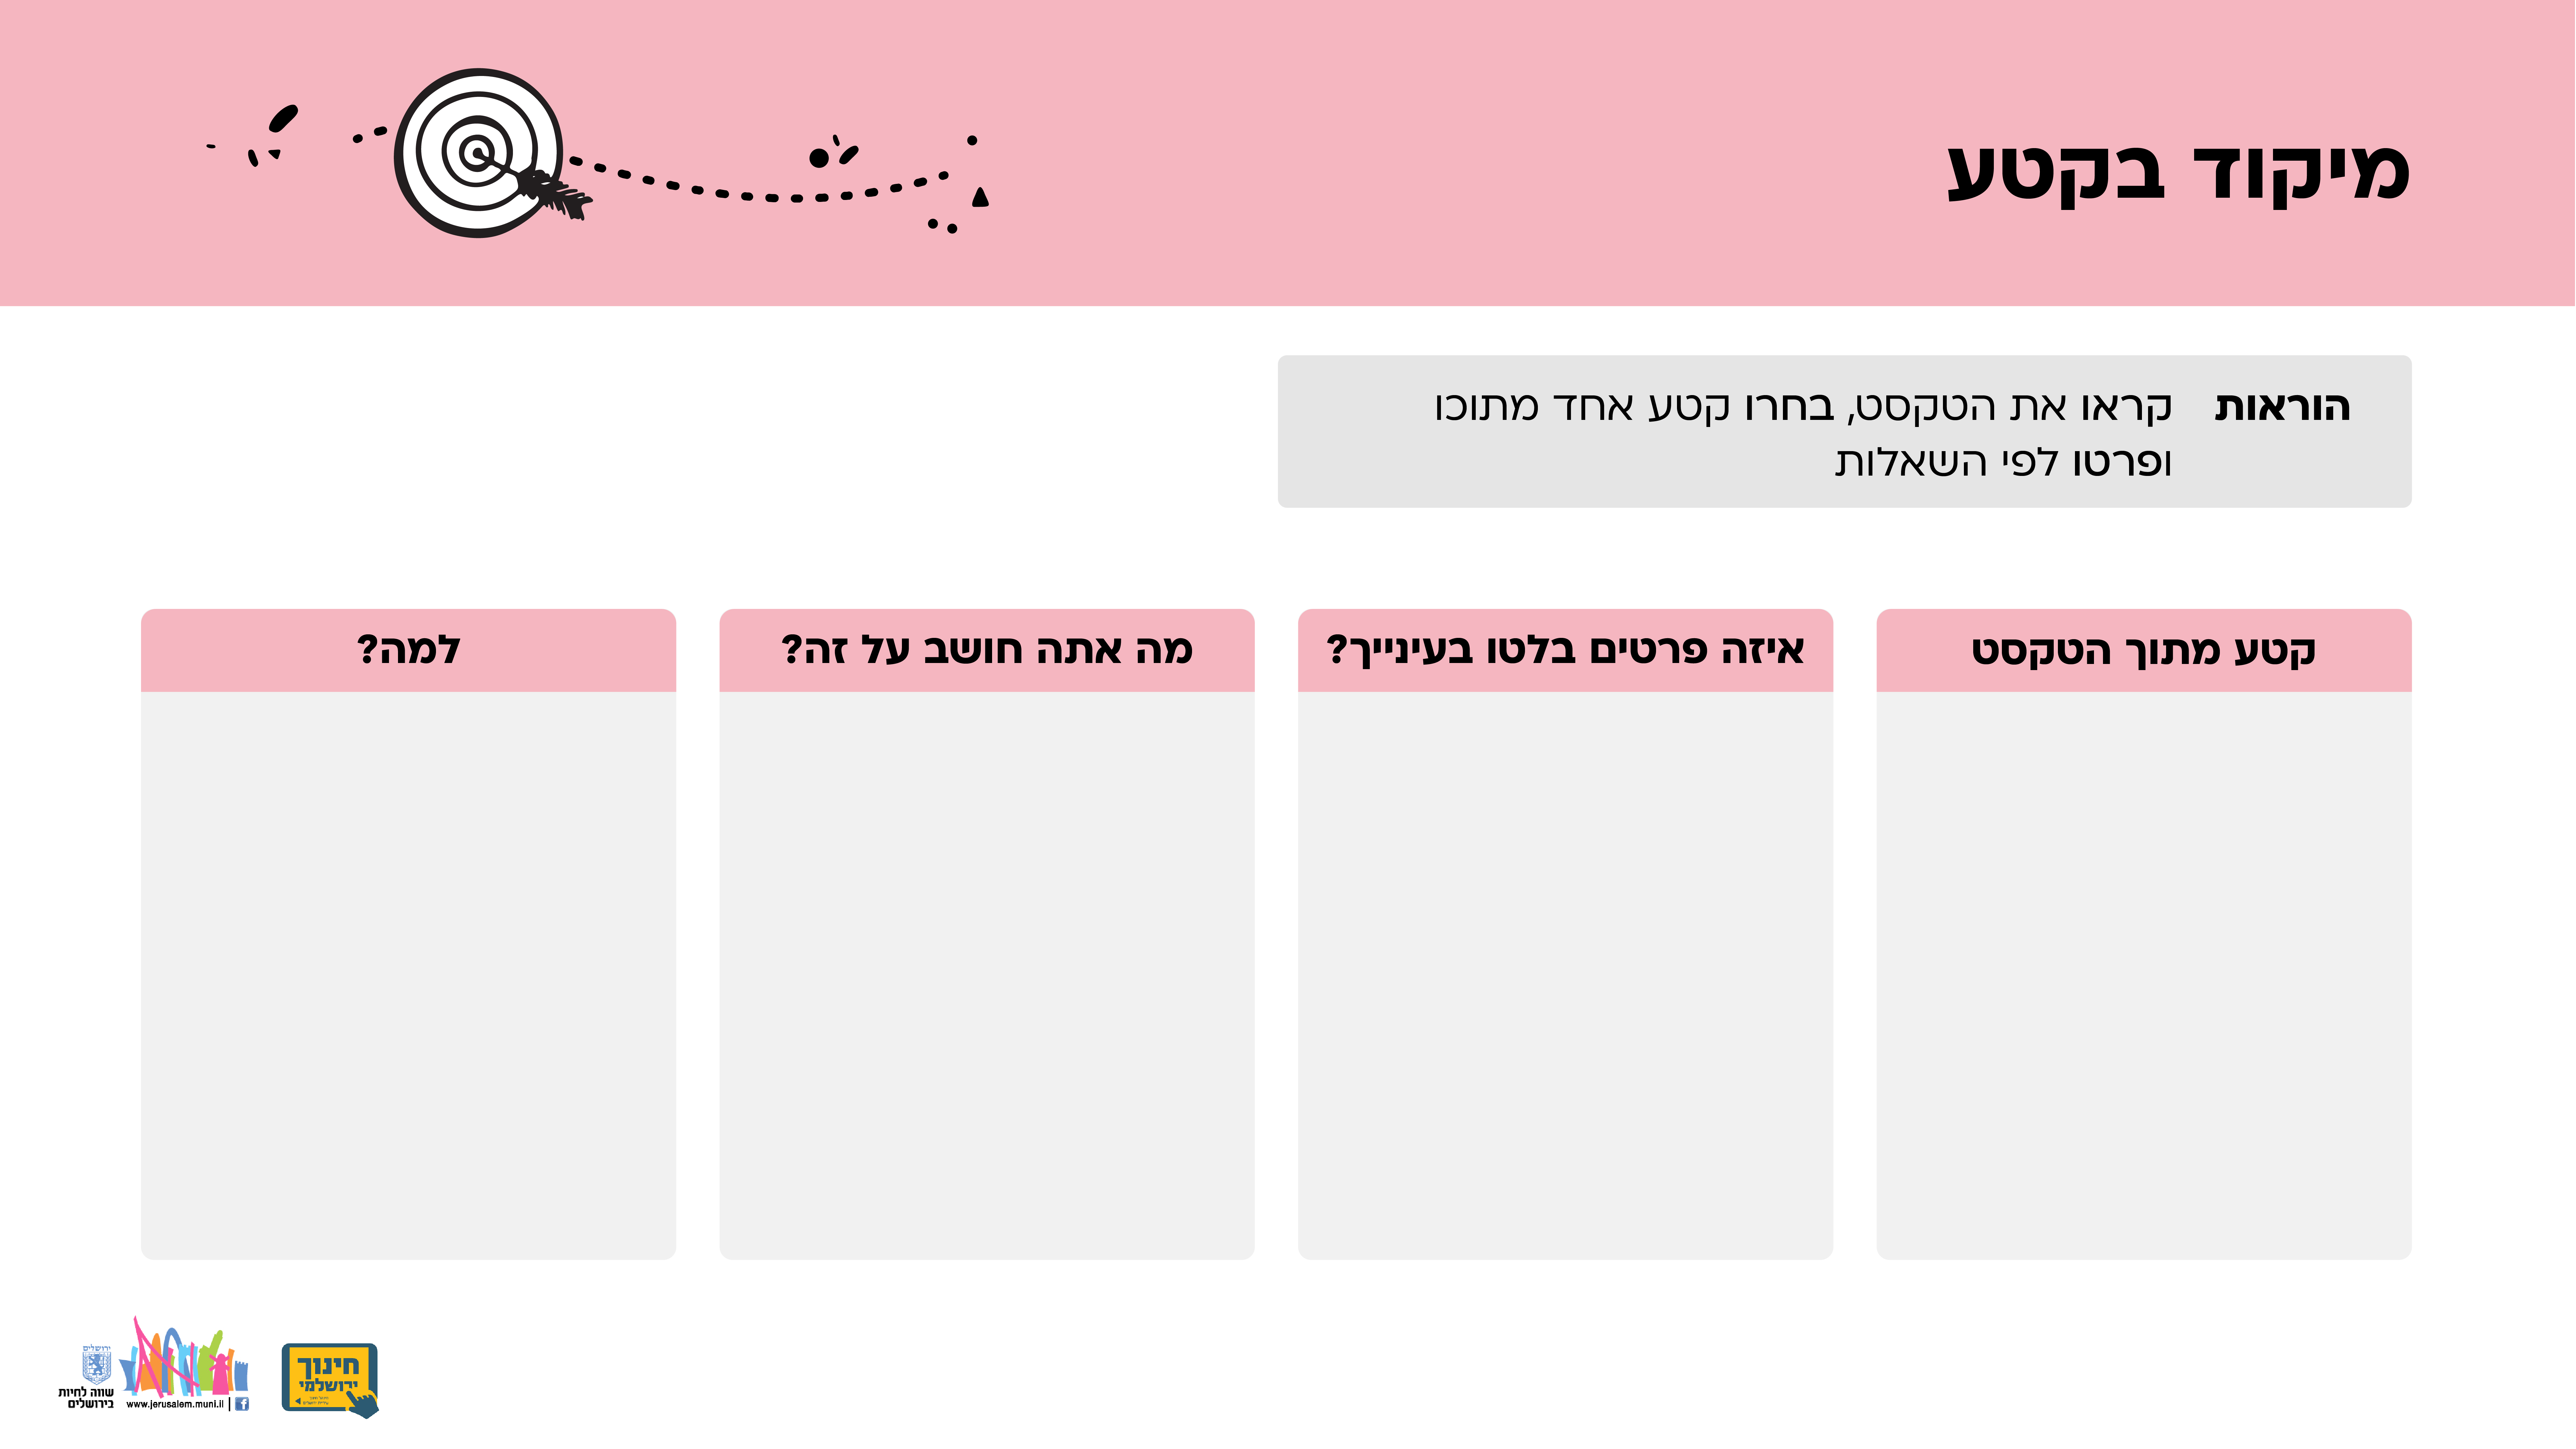 מיקוד בקטע
הוראות קראו את הטקסט, בחרו קטע אחד מתוכו
ופרטו לפי השאלות
קטע מתוך הטקסט
איזה פרטים בלטו בעינייך?
מה אתה חושב על זה?
למה?
חינוך
ירושלמי
ירושלים
שווה לחיות
בירושלים
www.jerusalem.muni.il | f